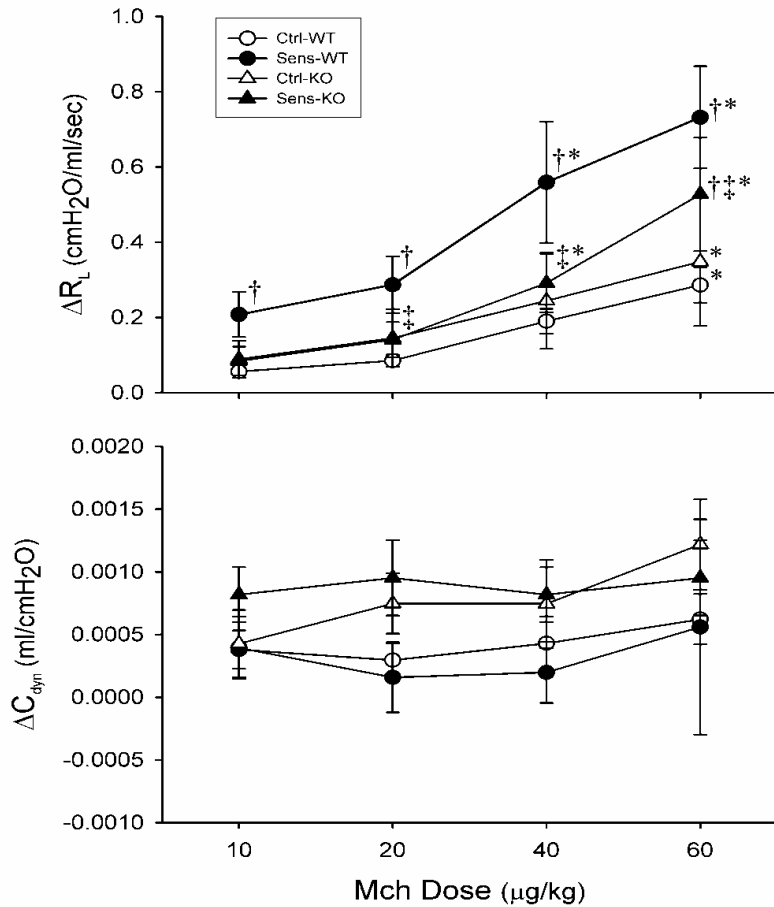 Ctrl-WT
Sens-WT
Ctrl-KO
Sens-KO
ΔR_L (cmH₂O/ml/sec)
1.0
0.8
0.6
0.4
0.2
0.0
†
†
‡
†*
‡*
†*
†‡*
*
*
ΔC_dyn (ml/cmH₂O)
0.0020
0.0015
0.0010
0.0005
0.0000
-0.0005
-0.0010
10 20 40 60
Mch Dose (µg/kg)